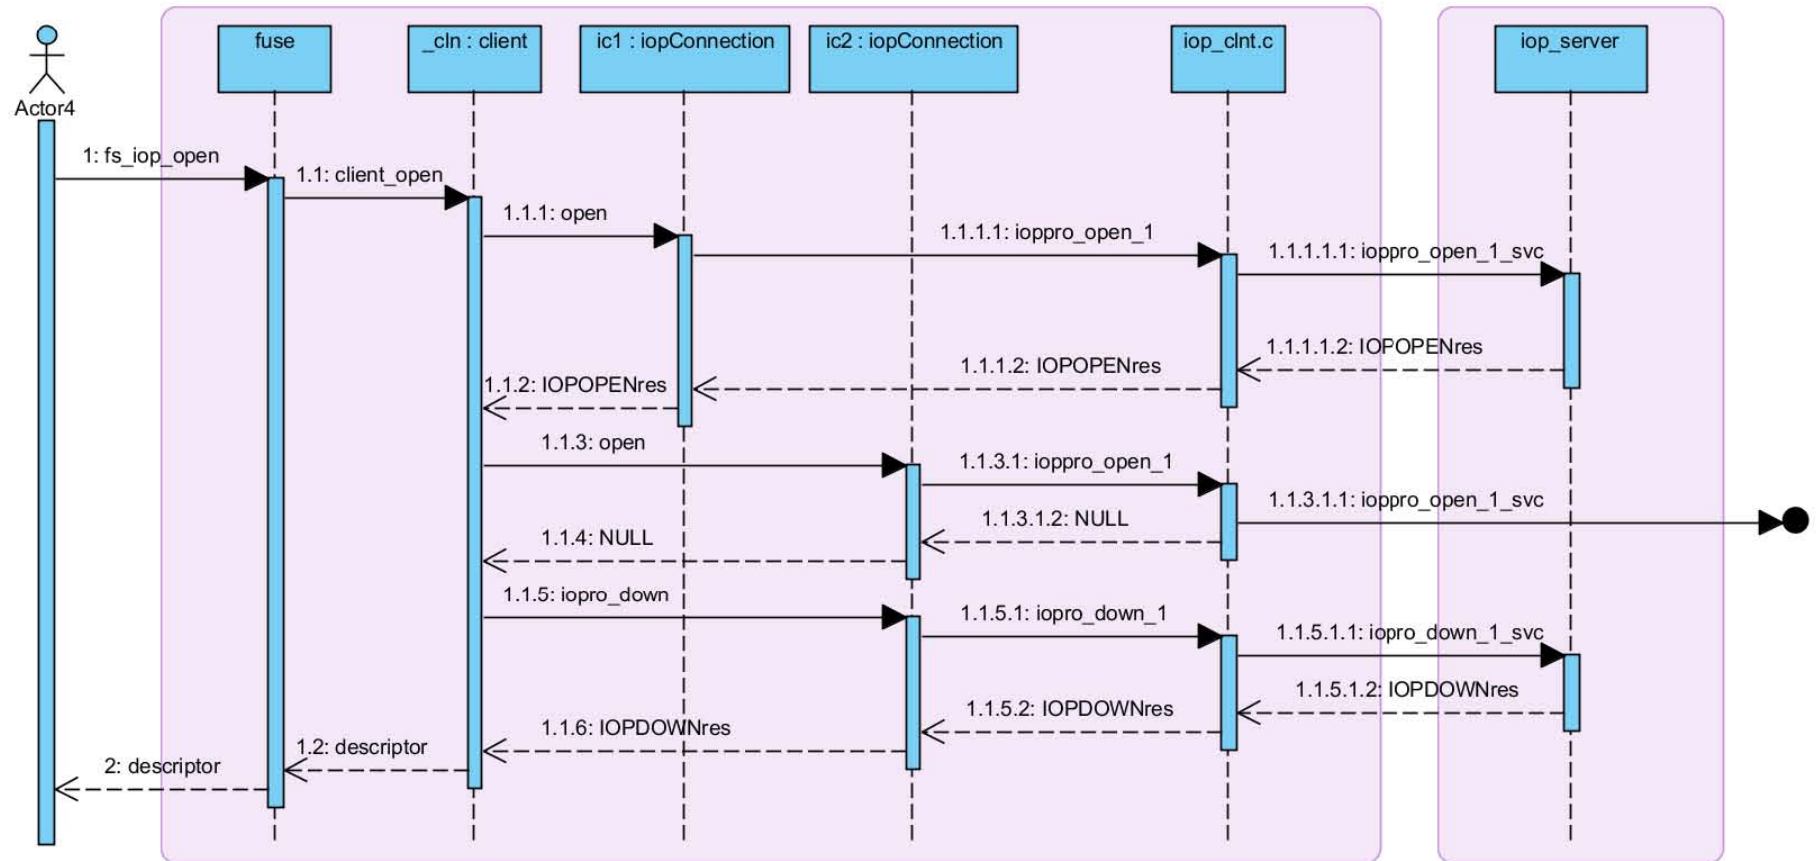 fuse
_cln : client
ic1 : iopConnection
ic2 : iopConnection
iop_clnt.c
iop_server
Actor4
1: fs_iop_open
1.1: client_open
1.1.1: open
1.1.1.1: ioppro_open_1
1.1.1.1.1: ioppro_open_1_svc
1.1.1.1.2: IOPOPENres
1.1.1.2: IOPOPENres
1.1.2: IOPOPENres
1.1.3: open
1.1.3.1: ioppro_open_1
1.1.3.1.1: ioppro_open_1_svc
1.1.3.1.2: NULL
1.1.4: NULL
1.1.5: iopro_down
1.1.5.1: iopro_down_1
1.1.5.1.1: iopro_down_1_svc
1.1.5.1.2: IOPDOWNres
1.1.5.2: IOPDOWNres
1.1.6: IOPDOWNres
1.2: descriptor
2: descriptor